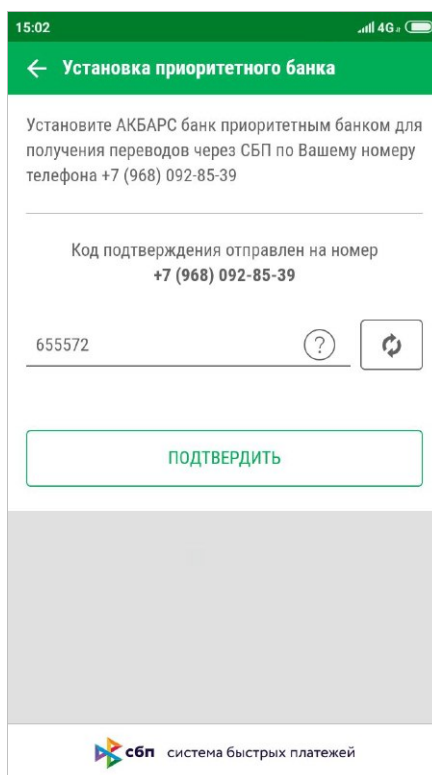 15:02
4G
Установка приоритетного банка
Установите АКБАРС банк приоритетным банком для
получения переводов через СБП по Вашему номеру
телефона +7 (968) 092-85-39
Код подтверждения отправлен на номер
+7 (968) 092-85-39
655572
?
ПОДТВЕРДИТЬ
сбп система быстрых платежей